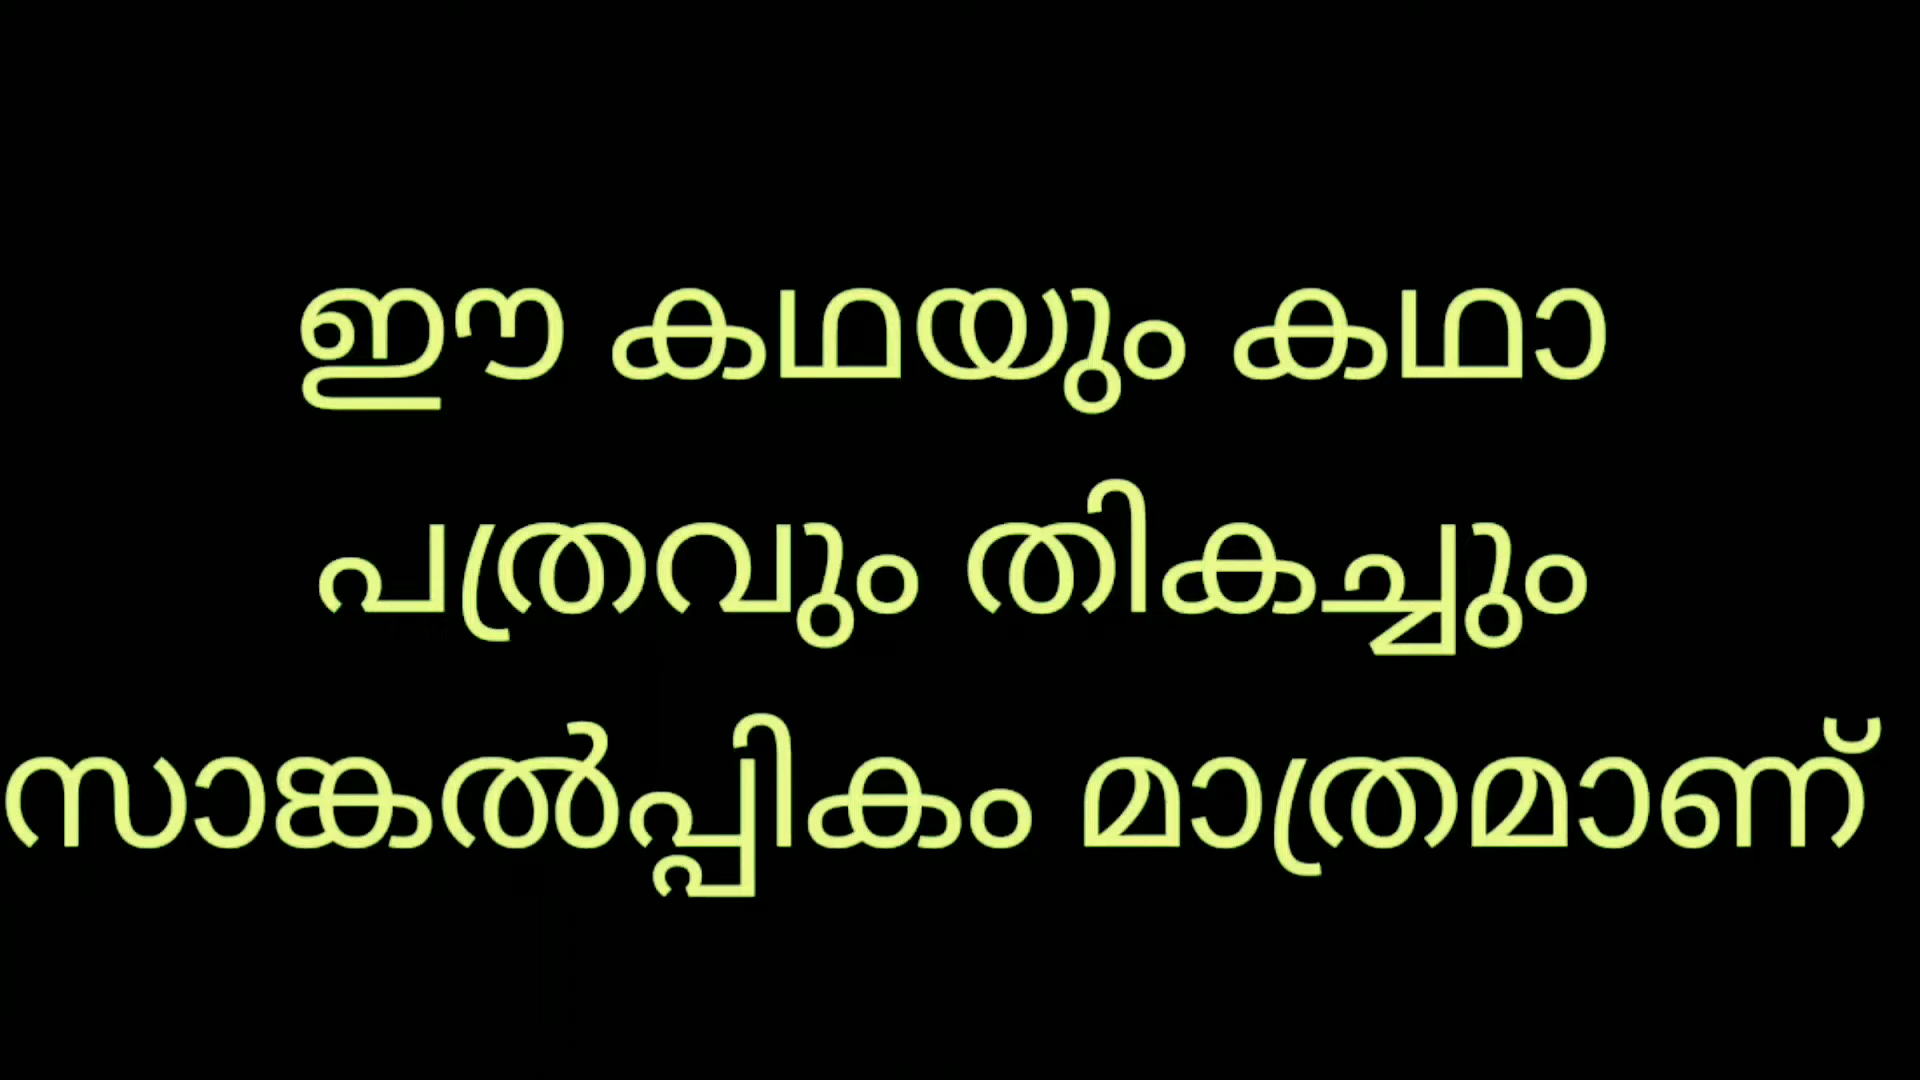 ഈ കഥയും കഥാ
പത്രവും തികച്ചും
സാങ്കൽപ്പികം മാത്രമാണ്